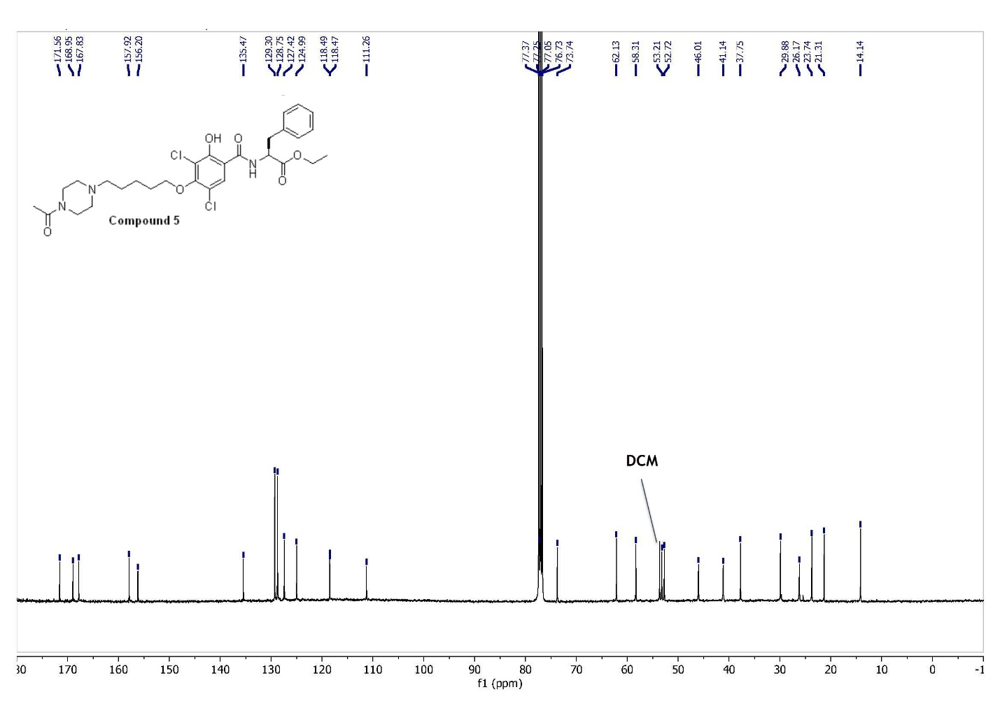 171.56
168.95
167.83
157.92
156.20
135.47
129.30
128.75
127.42
124.99
118.49
118.47
111.26
77.37
77.25
77.05
76.73
73.74
62.13
58.31
53.21
52.72
46.01
41.14
37.75
29.88
26.17
23.74
21.31
14.14
OH
O
Cl
N
H
O
O
N
O
N
Cl
O
Compound 5
DCM
30 170 160 150 140 130 120 110 100 90 80 70 60 50 40 30 20 10 0 -1
f1 (ppm)